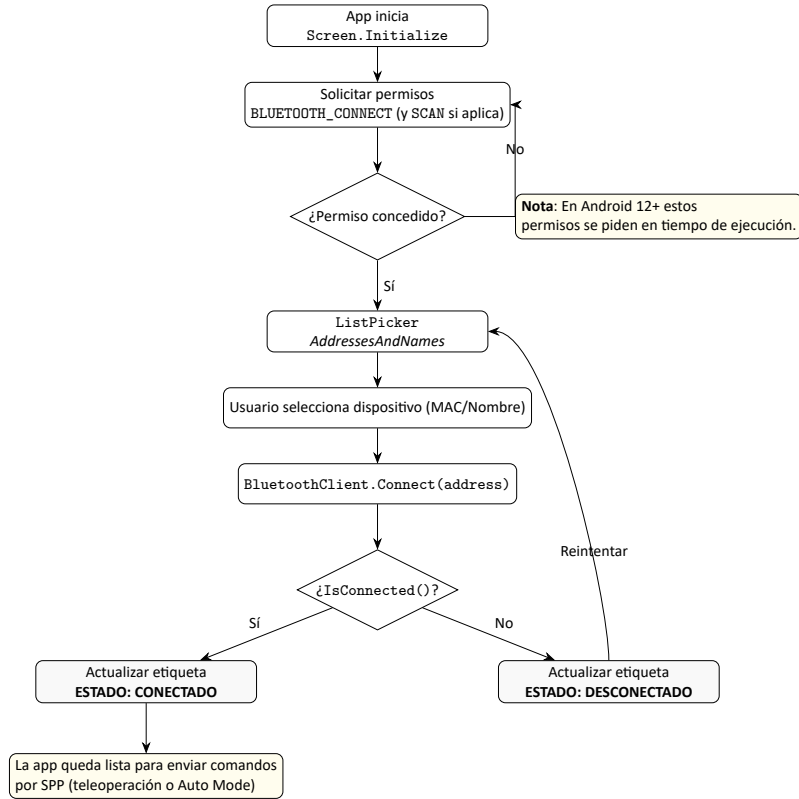 App inicia
Screen.Initialize
Solicitar permisos
BLUETOOTH_CONNECT (y SCAN si aplica)
No
¿Permiso concedido?
Nota: En Android 12+ estos
permisos se piden en tiempo de ejecución.
Sí
ListPicker
AddressesAndNames
Usuario selecciona dispositivo (MAC/Nombre)
BluetoothClient.Connect(address)
Reintentar
¿IsConnected()?
Sí
No
Actualizar etiqueta
ESTADO: CONECTADO
Actualizar etiqueta
ESTADO: DESCONECTADO
La app queda lista para enviar comandos
por SPP (teleoperación o Auto Mode)